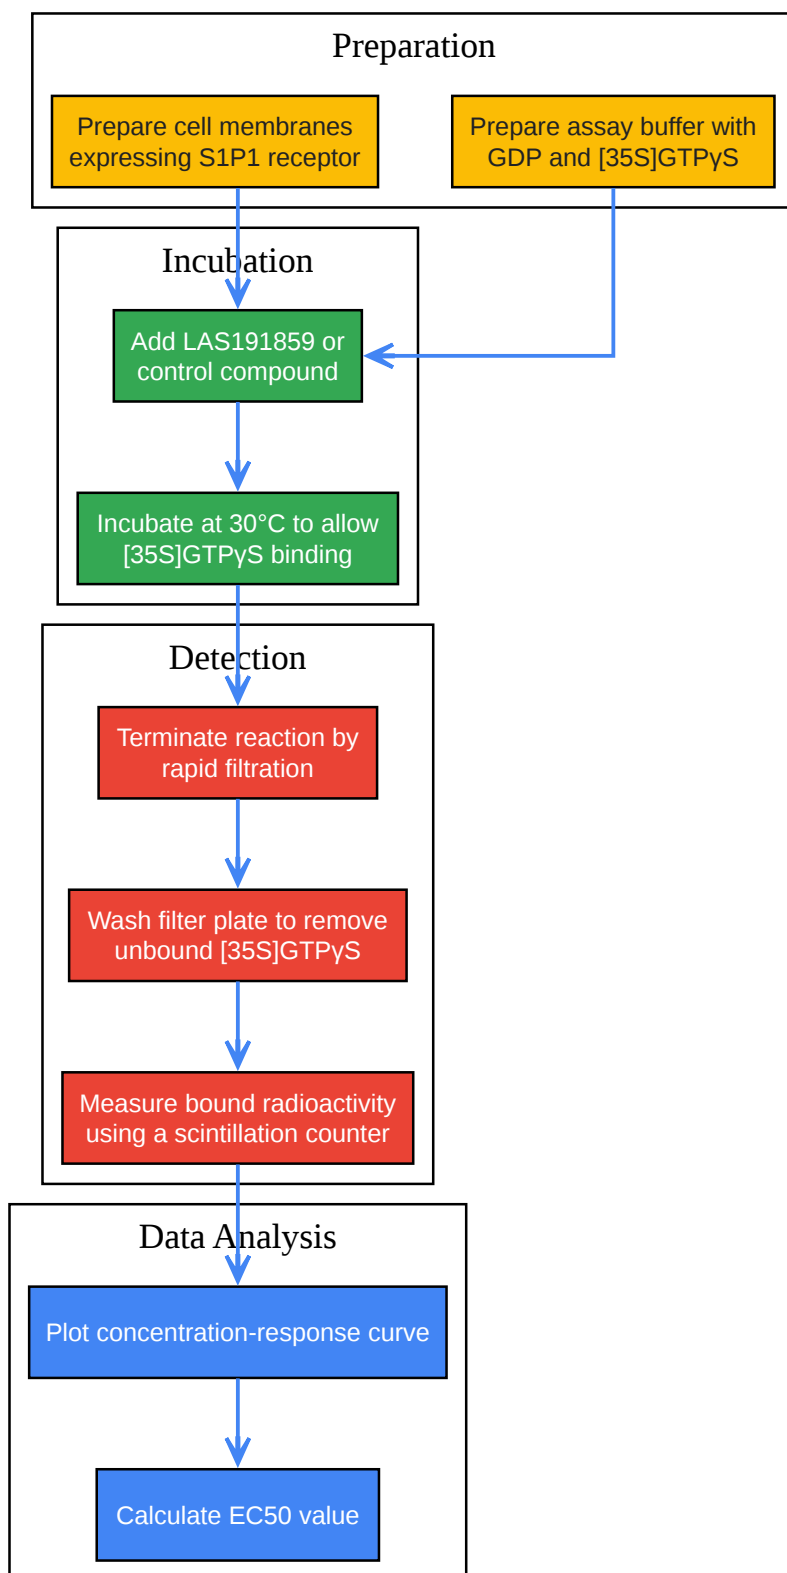 Preparation
Prepare cell membranes
expressing S1P1 receptor
Prepare assay buffer with
GDP and [35S]GTPγS
Incubation
Add LAS191859 or
control compound
Incubate at 30°C to allow
[35S]GTPγS binding
Detection
Terminate reaction by
rapid filtration
Wash filter plate to remove
unbound [35S]GTPγS
Measure bound radioactivity
using a scintillation counter
Data Analysis
Plot concentration-response curve
Calculate EC50 value